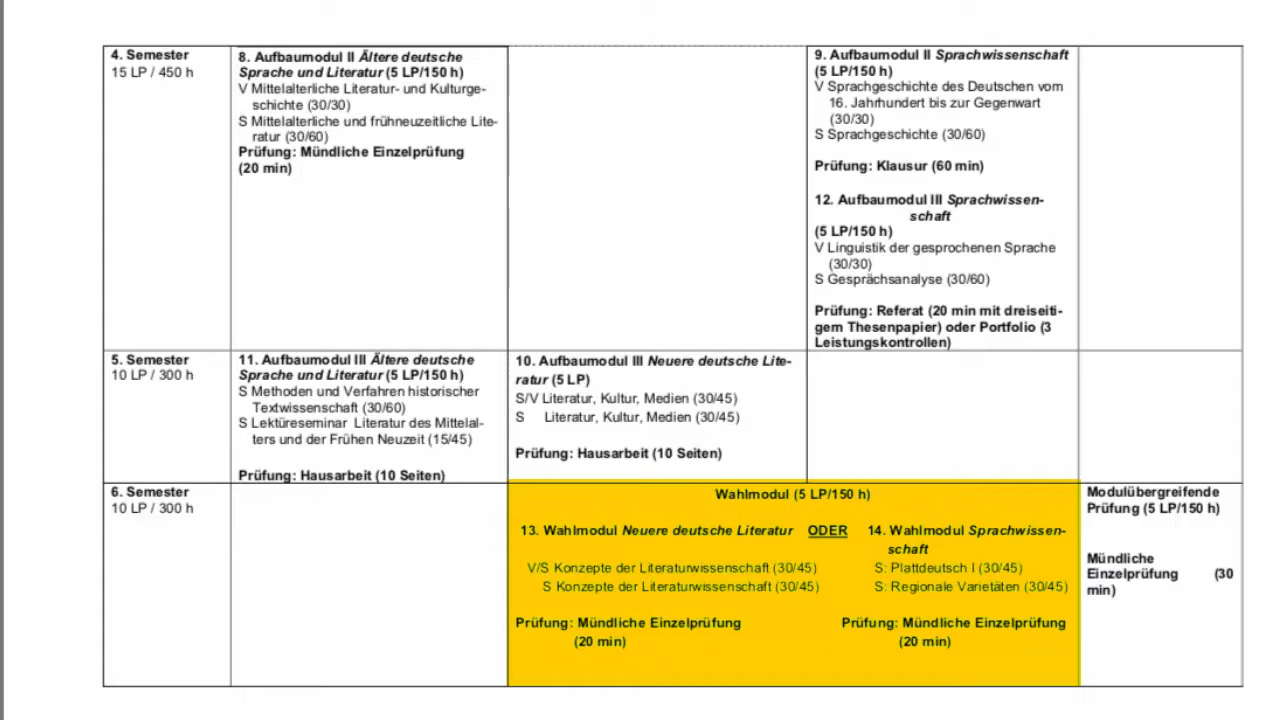 4. Semester
15 LP / 450 h
8. Aufbaumodul II Ältere deutsche
Sprache und Literatur (5 LP/150 h)
V Mittelalterliche Literatur- und Kulturge-
schichte (30/30)
S Mittelalterliche und frühneuzeitliche Lite-
ratur (30/60)
Prüfung: Mündliche Einzelprüfung
(20 min)
9. Aufbaumodul II Sprachwissenschaft
(5 LP/150 h)
V Sprachgeschichte des Deutschen vom
16. Jahrhundert bis zur Gegenwart
(30/30)
S Sprachgeschichte (30/60)
Prüfung: Klausur (60 min)
12. Aufbaumodul III Sprachwissen-
schaft
(5 LP/150 h)
V Linguistik der gesprochenen Sprache
(30/30)
S Gesprächsanalyse (30/60)
Prüfung: Referat (20 min mit dreiseiti-
gem Thesenpapier) oder Portfolio (3
Leistungskontrollen)
5. Semester
10 LP / 300 h
11. Aufbaumodul III Ältere deutsche
Sprache und Literatur (5 LP/150 h)
S Methoden und Verfahren historischer
Textwissenschaft (30/60)
S Lektüreseminar Literatur des Mittelal-
ters und der Frühen Neuzeit (15/45)
Prüfung: Hausarbeit (10 Seiten)
10. Aufbaumodul III Neuere deutsche Lite-
ratur (5 LP)
S/V Literatur, Kultur, Medien (30/45)
S Literatur, Kultur, Medien (30/45)
Prüfung: Hausarbeit (10 Seiten)
6. Semester
10 LP / 300 h
Wahlmodul (5 LP/150 h)
13. Wahlmodul Neuere deutsche Literatur ODER 14. Wahlmodul Sprachwissen-
schaft
V/S Konzepte der Literaturwissenschaft (30/45) S: Plattdeutsch I (30/45)
S Konzepte der Literaturwissenschaft (30/45) S: Regionale Varietäten (30/45)
Prüfung: Mündliche Einzelprüfung Prüfung: Mündliche Einzelprüfung
(20 min) (20 min)
Modulübergreifende
Prüfung (5 LP/150 h)
Mündliche
Einzelprüfung (30
min)